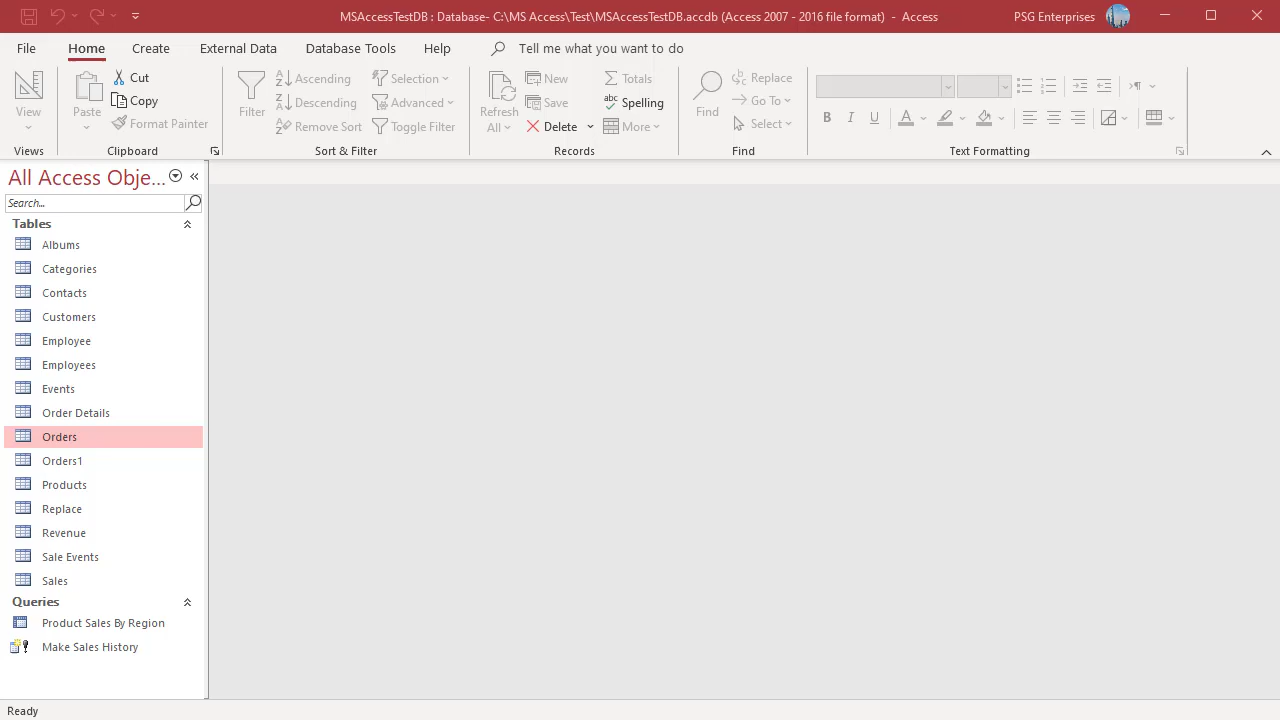 MSAccessTestDB : Database- C:\MS Access\Test\MSAccessTestDB.accdb (Access 2007 - 2016 file format) - Access
PSG Enterprises
File Home Create External Data Database Tools Help Tell me what you want to do
View
Views
Paste
Cut
Copy
Format Painter
Clipboard
Filter
Ascending
Descending
Remove Sort
Selection
Advanced
Toggle Filter
Sort & Filter
Refresh
All
New
Save
Delete
Totals
Spelling
More
Records
Find
Replace
Go To
Select
Find
B I U A
Text Formatting
All Access Obje...
Search...
Tables
Albums
Categories
Contacts
Customers
Employee
Employees
Events
Order Details
Orders
Orders1
Products
Replace
Revenue
Sale Events
Sales
Queries
Product Sales By Region
Make Sales History
Ready